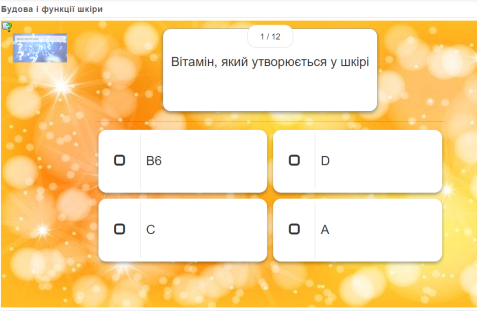 Будова і функції шкіри
1 / 12
Вітамін, який утворюється у шкірі
B6
D
C
A